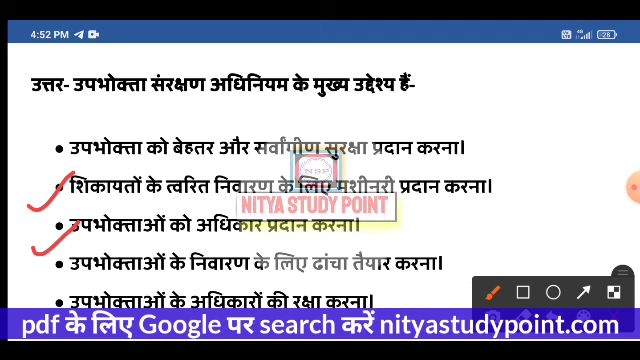 4:52 PM
28
उत्तर- उपभोक्ता संरक्षण अधिनियम के मुख्य उद्देश्य हैं-
• उपभोक्ता को बेहतर और सर्वांगीण सुरक्षा प्रदान करना।
• शिकायतों के त्वरित निवारण के लिए मशीनरी प्रदान करना।
NITYA STUDY POINT
• उपभोक्ताओं को अधिकार प्रदान करना।
• उपभोक्ताओं के निवारण के लिए ढांचा तैयार करना।
• उपभोक्ताओं के अधिकारों की रक्षा करना।
pdf के लिए Google पर search करें nityastudypoint.com